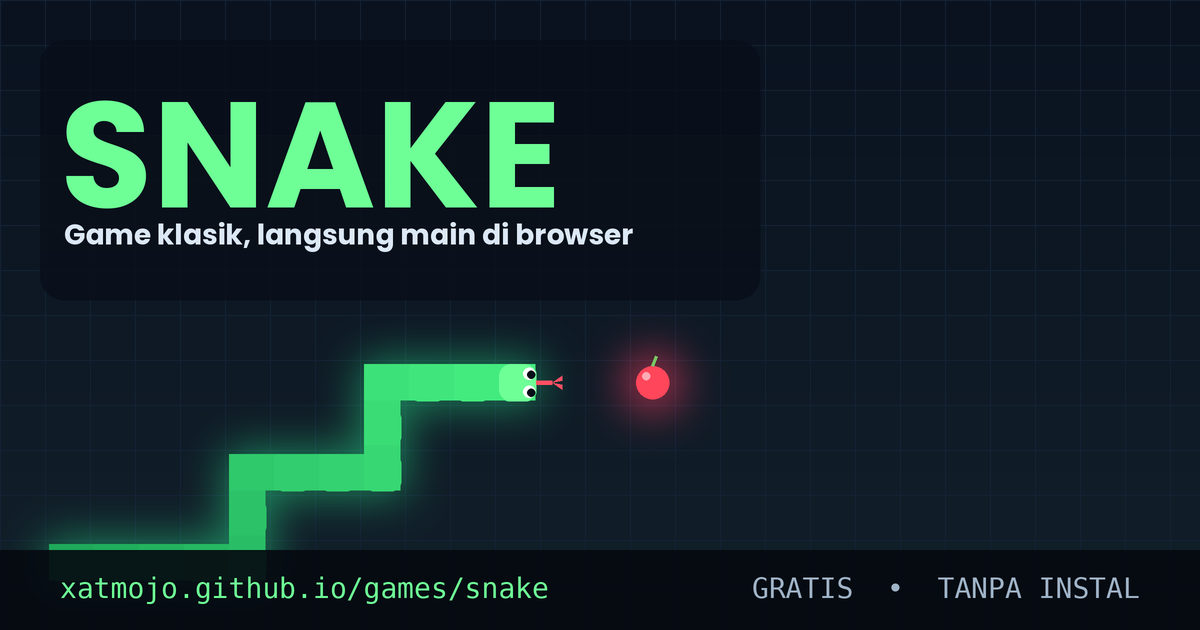 SNAKE
Game klasik, langsung main di browser
xatmojo.github.io/games/snake
GRATIS • TANPA INSTAL